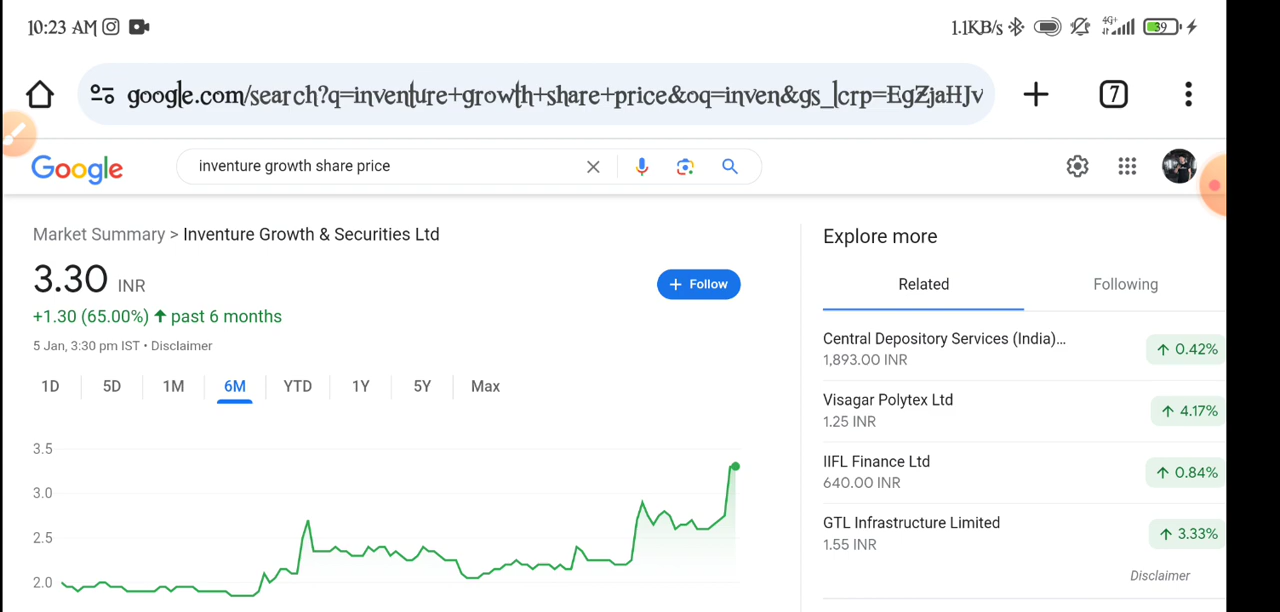 10:23 AM
1.1KB/s 4G+ 39
google.com/search?q=inventure+growth+share+price&oq=inven&gs_lcrp=EgZjaHJv
7
Google
inventure growth share price
Market Summary > Inventure Growth & Securities Ltd
3.30 INR
+ Follow
+1.30 (65.00%) ↑ past 6 months
5 Jan, 3:30 pm IST • Disclaimer
1D 5D 1M 6M YTD 1Y 5Y Max
3.5
3.0
2.5
2.0
Explore more
Related Following
Central Depository Services (India)...
1,893.00 INR
↑ 0.42%
Visagar Polytex Ltd
1.25 INR
↑ 4.17%
IIFL Finance Ltd
640.00 INR
↑ 0.84%
GTL Infrastructure Limited
1.55 INR
↑ 3.33%
Disclaimer